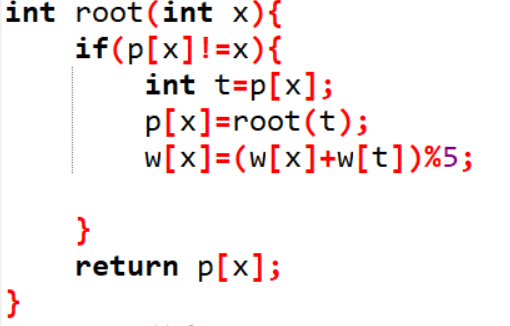 int root(int x){
if(p[x]!=x){
int t=p[x];
p[x]=root(t);
w[x]=(w[x]+w[t])%5;
}
return p[x];
}